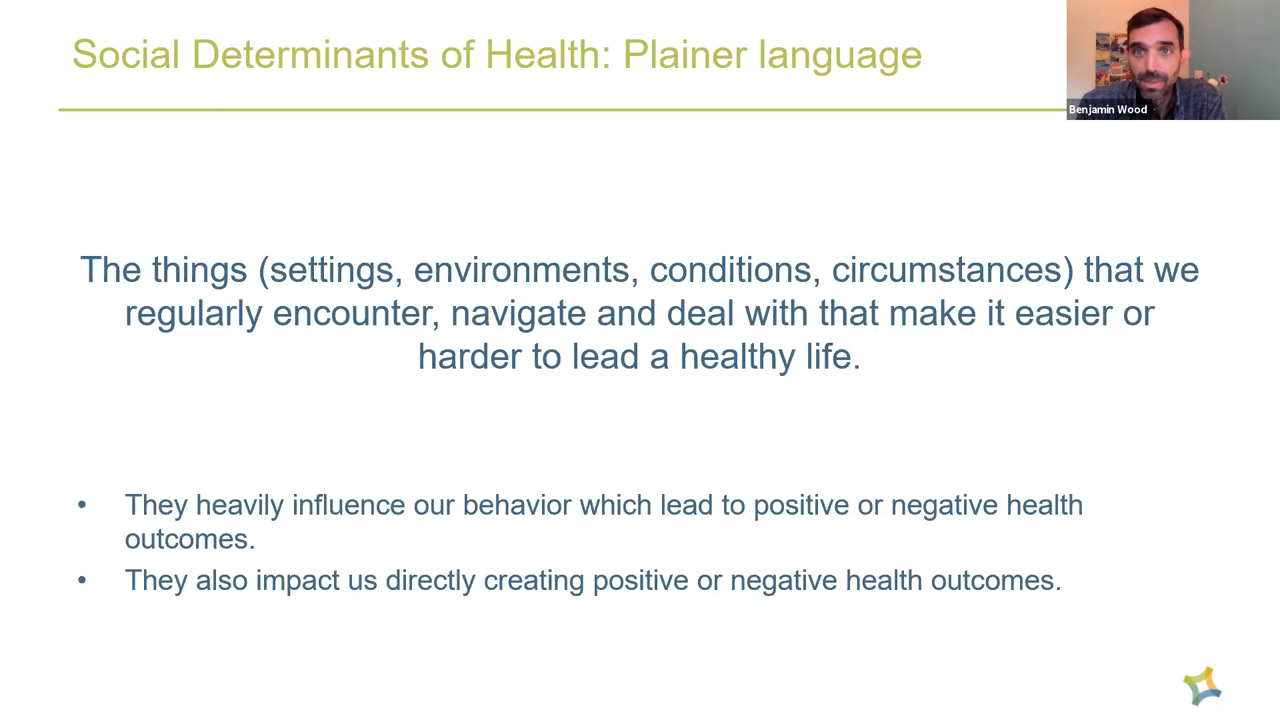 Social Determinants of Health: Plainer language
Benjamin Wood
The things (settings, environments, conditions, circumstances) that we
regularly encounter, navigate and deal with that make it easier or
harder to lead a healthy life.
• They heavily influence our behavior which lead to positive or negative health
outcomes.
• They also impact us directly creating positive or negative health outcomes.